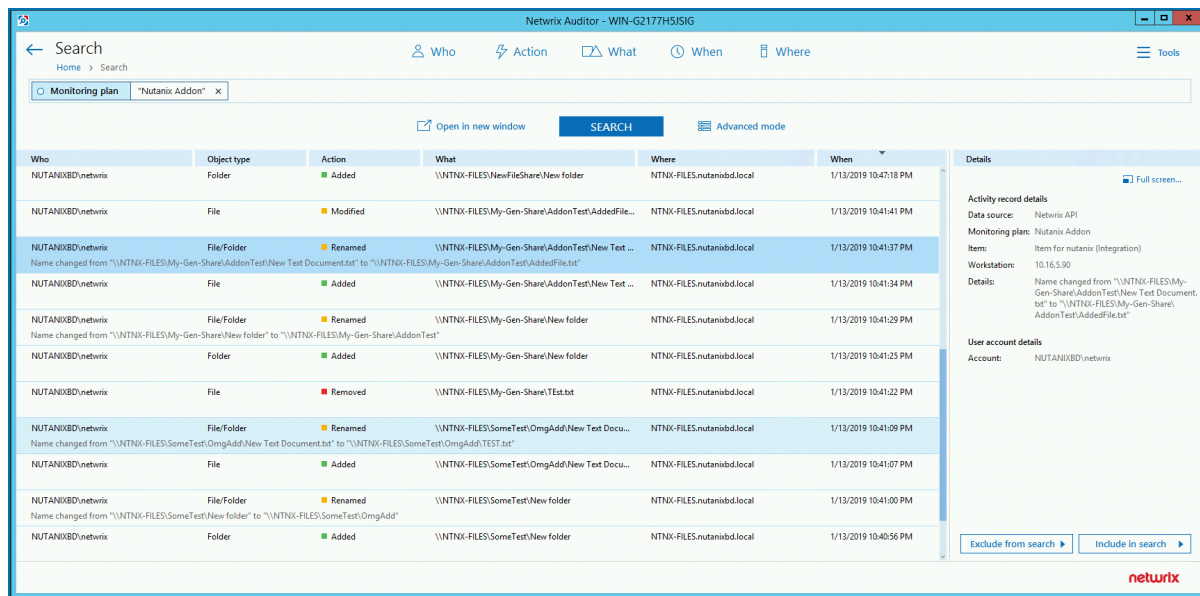 Netwrix Auditor - WIN-G2177H5JSIG
Search
Home > Search
Who Action What When Where
Tools
Monitoring plan "Nutanix Addon" x
Open in new window SEARCH Advanced mode
Who Object type Action What Where When
NUTANIXBD\netwrix Folder Added \\NTNX-FILES\NewFileShare\New folder NTNX-FILES.nutanixbd.local 1/13/2019 10:47:18 PM
NUTANIXBD\netwrix File Modified \\NTNX-FILES\My-Gen-Share\AddonTest\AddedFile... NTNX-FILES.nutanixbd.local 1/13/2019 10:41:41 PM
NUTANIXBD\netwrix File/Folder Renamed \\NTNX-FILES\My-Gen-Share\AddonTest\New Text ... NTNX-FILES.nutanixbd.local 1/13/2019 10:41:37 PM
Name changed from "\\NTNX-FILES\My-Gen-Share\AddonTest\New Text Document.txt" to "\\NTNX-FILES\My-Gen-Share\AddonTest\AddedFile.txt"
NUTANIXBD\netwrix File Added \\NTNX-FILES\My-Gen-Share\AddonTest\New Text ... NTNX-FILES.nutanixbd.local 1/13/2019 10:41:34 PM
NUTANIXBD\netwrix File/Folder Renamed \\NTNX-FILES\My-Gen-Share\New folder NTNX-FILES.nutanixbd.local 1/13/2019 10:41:29 PM
Name changed from "\\NTNX-FILES\My-Gen-Share\New folder" to "\\NTNX-FILES\My-Gen-Share\AddonTest"
NUTANIXBD\netwrix Folder Added \\NTNX-FILES\My-Gen-Share\New folder NTNX-FILES.nutanixbd.local 1/13/2019 10:41:25 PM
NUTANIXBD\netwrix File Removed \\NTNX-FILES\My-Gen-Share\TEst.txt NTNX-FILES.nutanixbd.local 1/13/2019 10:41:22 PM
NUTANIXBD\netwrix File/Folder Renamed \\NTNX-FILES\SomeTest\OmgAdd\New Text Docu... NTNX-FILES.nutanixbd.local 1/13/2019 10:41:09 PM
Name changed from "\\NTNX-FILES\SomeTest\OmgAdd\New Text Document.txt" to "\\NTNX-FILES\SomeTest\OmgAdd\TEST.txt"
NUTANIXBD\netwrix File Added \\NTNX-FILES\SomeTest\OmgAdd\New Text Docu... NTNX-FILES.nutanixbd.local 1/13/2019 10:41:07 PM
NUTANIXBD\netwrix File/Folder Renamed \\NTNX-FILES\SomeTest\New folder NTNX-FILES.nutanixbd.local 1/13/2019 10:41:00 PM
Name changed from "\\NTNX-FILES\SomeTest\New folder" to "\\NTNX-FILES\SomeTest\OmgAdd"
NUTANIXBD\netwrix Folder Added \\NTNX-FILES\SomeTest\New folder NTNX-FILES.nutanixbd.local 1/13/2019 10:40:56 PM
Details
Full screen...
Activity record details
Data source: Netwrix API
Monitoring plan: Nutanix Addon
Item: Item for nutanix (Integration)
Workstation: 10.16.5.90
Details: Name changed from "\\NTNX-FILES\My-
Gen-Share\AddonTest\New Text Document.
txt" to "\\NTNX-FILES\My-Gen-Share\
AddonTest\AddedFile.txt"
User account details
Account: NUTANIXBD\netwrix
Exclude from search Include in search
netwrix